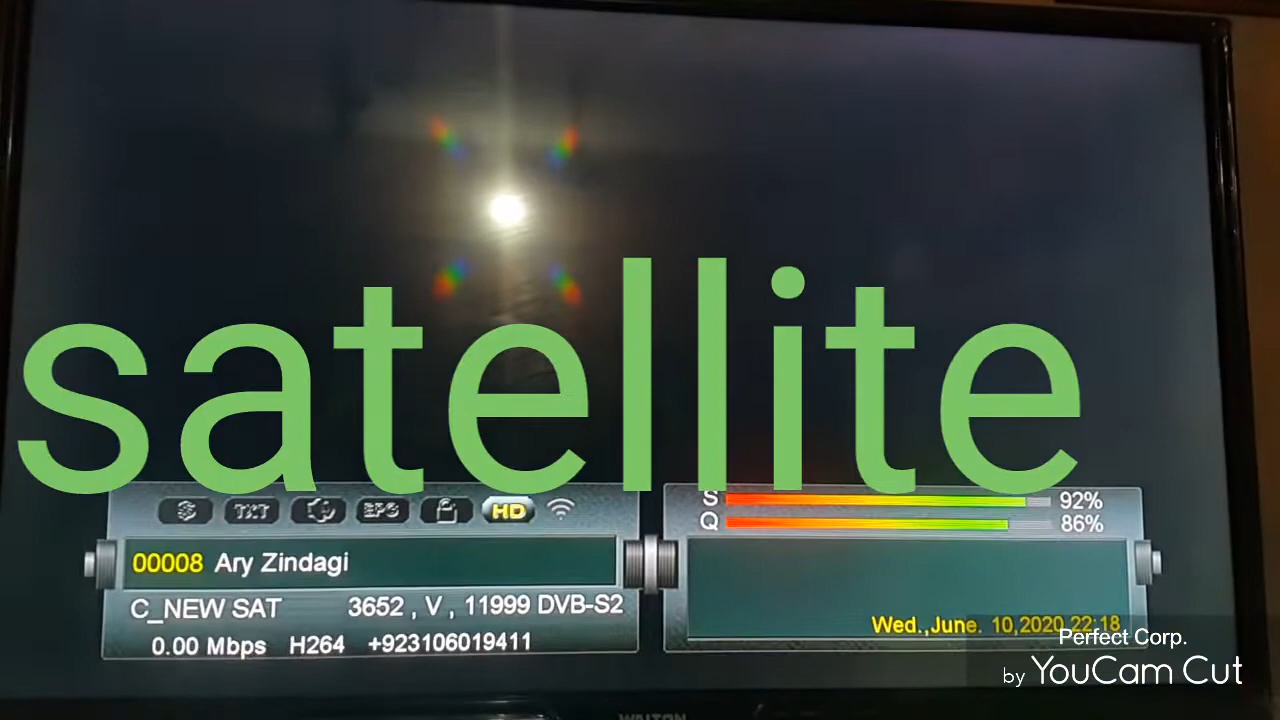 satellite
$ TXT EPG HD
S 92%
Q 86%
00008 Ary Zindagi
C_NEW SAT 3652 , V , 11999 DVB-S2
0.00 Mbps H264 +923106019411
Wed.,June. 10,2020 22:18
Perfect Corp.
by YouCam Cut
WALTON